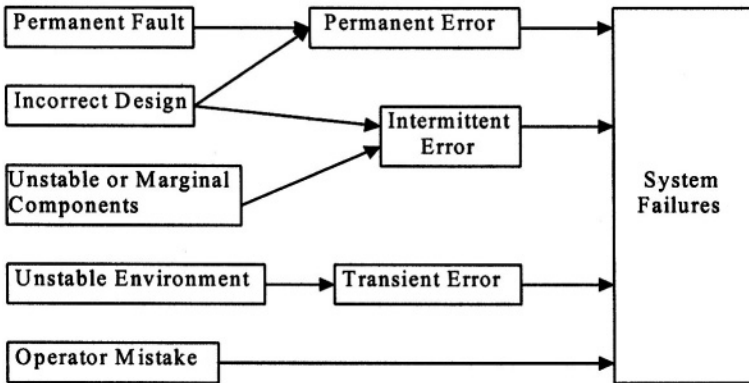 Permanent Fault
Permanent Error
Incorrect Design
Intermittent
Error
Unstable or Marginal
Components
System
Failures
Unstable Environment
Transient Error
Operator Mistake